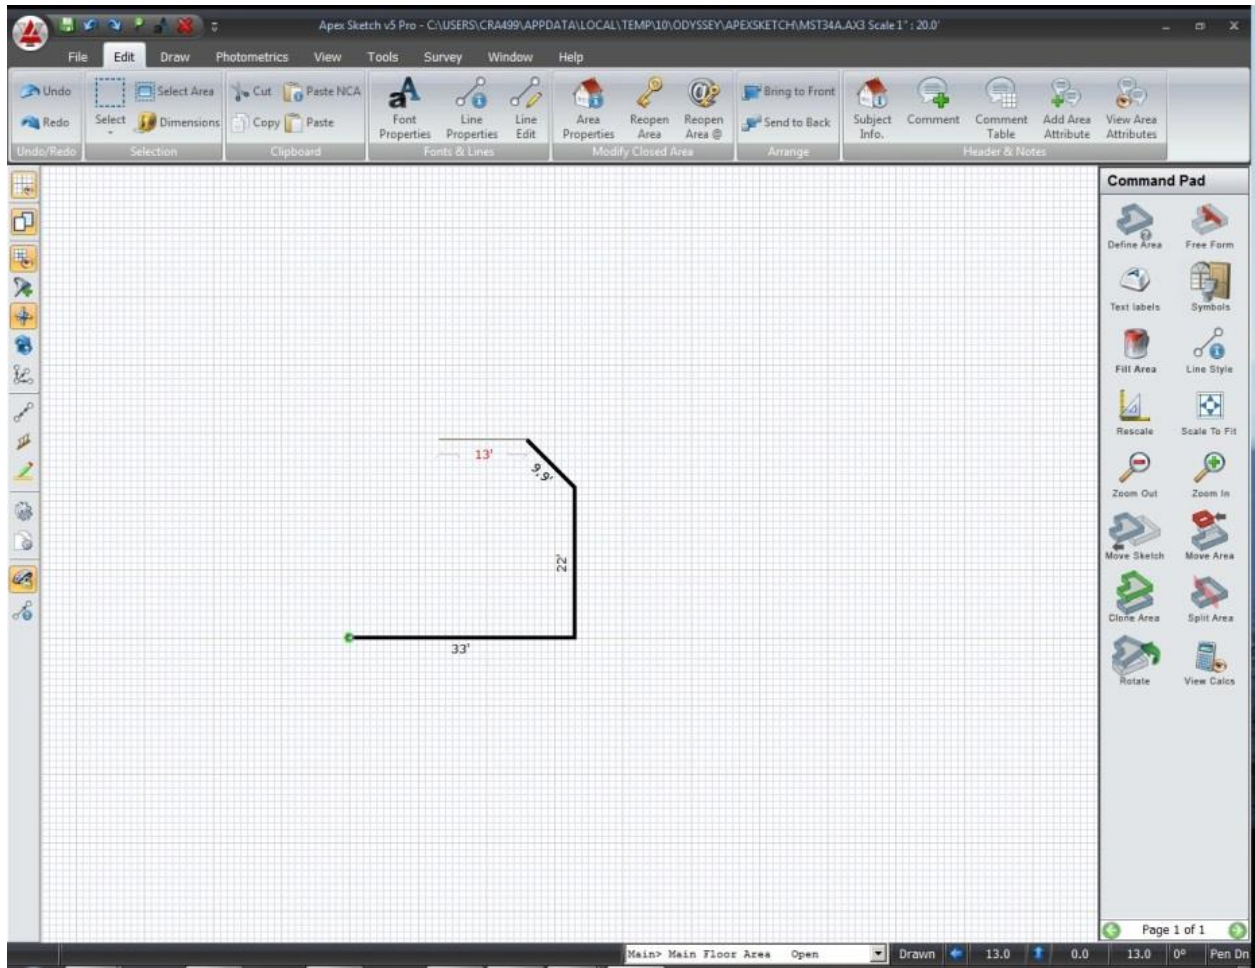 Apex Sketch v5 Pro - C:\USERS\CRA499\APPDATA\LOCAL\TEMP\10\ODYSSEY\APEXSKETCH\MST34A.AX3 Scale 1" : 20.0'
File Edit Draw Photometrics View Tools Survey Window Help
Undo Select Area Cut Paste NCA Bring to Front
Redo Select Dimensions Copy Paste Font Properties Line Properties Line Edit Area Properties Reopen Area Reopen Area @ Send to Back Subject Info. Comment Comment Table Add Area Attribute View Area Attributes
Undo/Redo Selection Clipboard Fonts & Lines Modify Closed Area Arrange Header & Notes
Command Pad
Define Area Free Form
Text labels Symbols
Fill Area Line Style
Rescale Scale To Fit
Zoom Out Zoom In
Move Sketch Move Area
Clone Area Split Area
Rotate View Calcs
13'
9.9'
22'
33'
Page 1 of 1
Main> Main Floor Area Open Drawn 13.0 0.0 13.0 0° Pen Dn